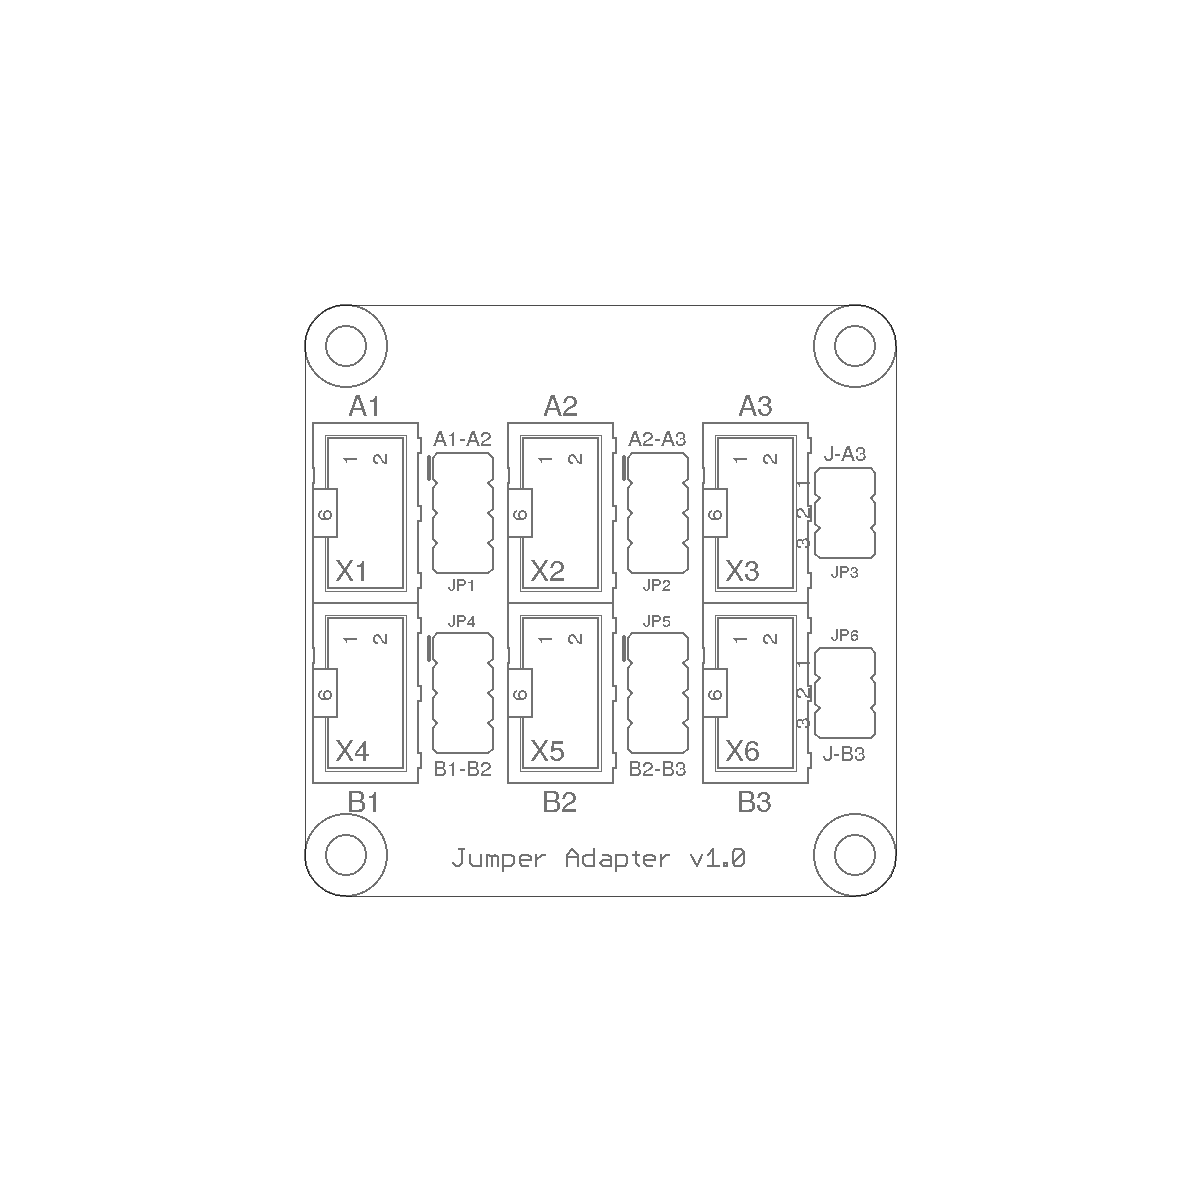 A1 A2 A3
A1-A2 A2-A3 J-A3
1 2 1 2 1 2
1
6 6 6 2
3
X1 X2 X3
JP1 JP2 JP3
JP4 JP5 JP6
1 2 1 2 1 2
1
6 6 6 2
3
X4 X5 X6
B1-B2 B2-B3 J-B3
B1 B2 B3
Jumper Adapter v1.0